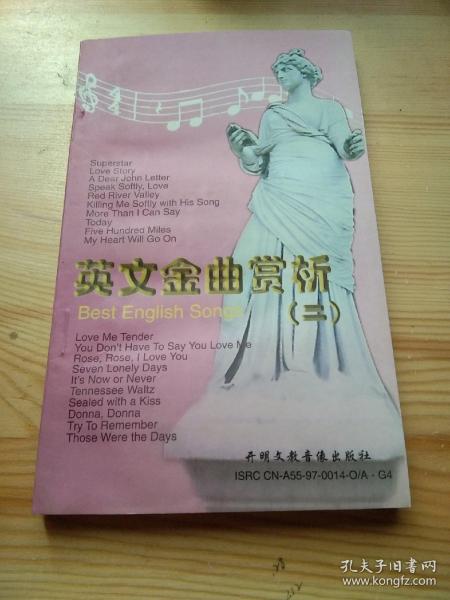 Superstar
Love Story
A Dear John Letter
Speak Softly, Love
Red River Valley
Killing Me Softly with His Song
More Than I Can Say
Today
Five Hundred Miles
My Heart Will Go On
英文金曲赏析
Best English Songs
(二)
Love Me Tender
You Don't Have To Say You Love Me
Rose, Rose, I Love You
Seven Lonely Days
It's Now or Never
Tennessee Waltz
Sealed with a Kiss
Donna, Donna
Try To Remember
Those Were the Days
开明文教音像出版社
ISRC CN-A55-97-0014-O/A - G4
孔夫子旧书网
www.kongfz.com